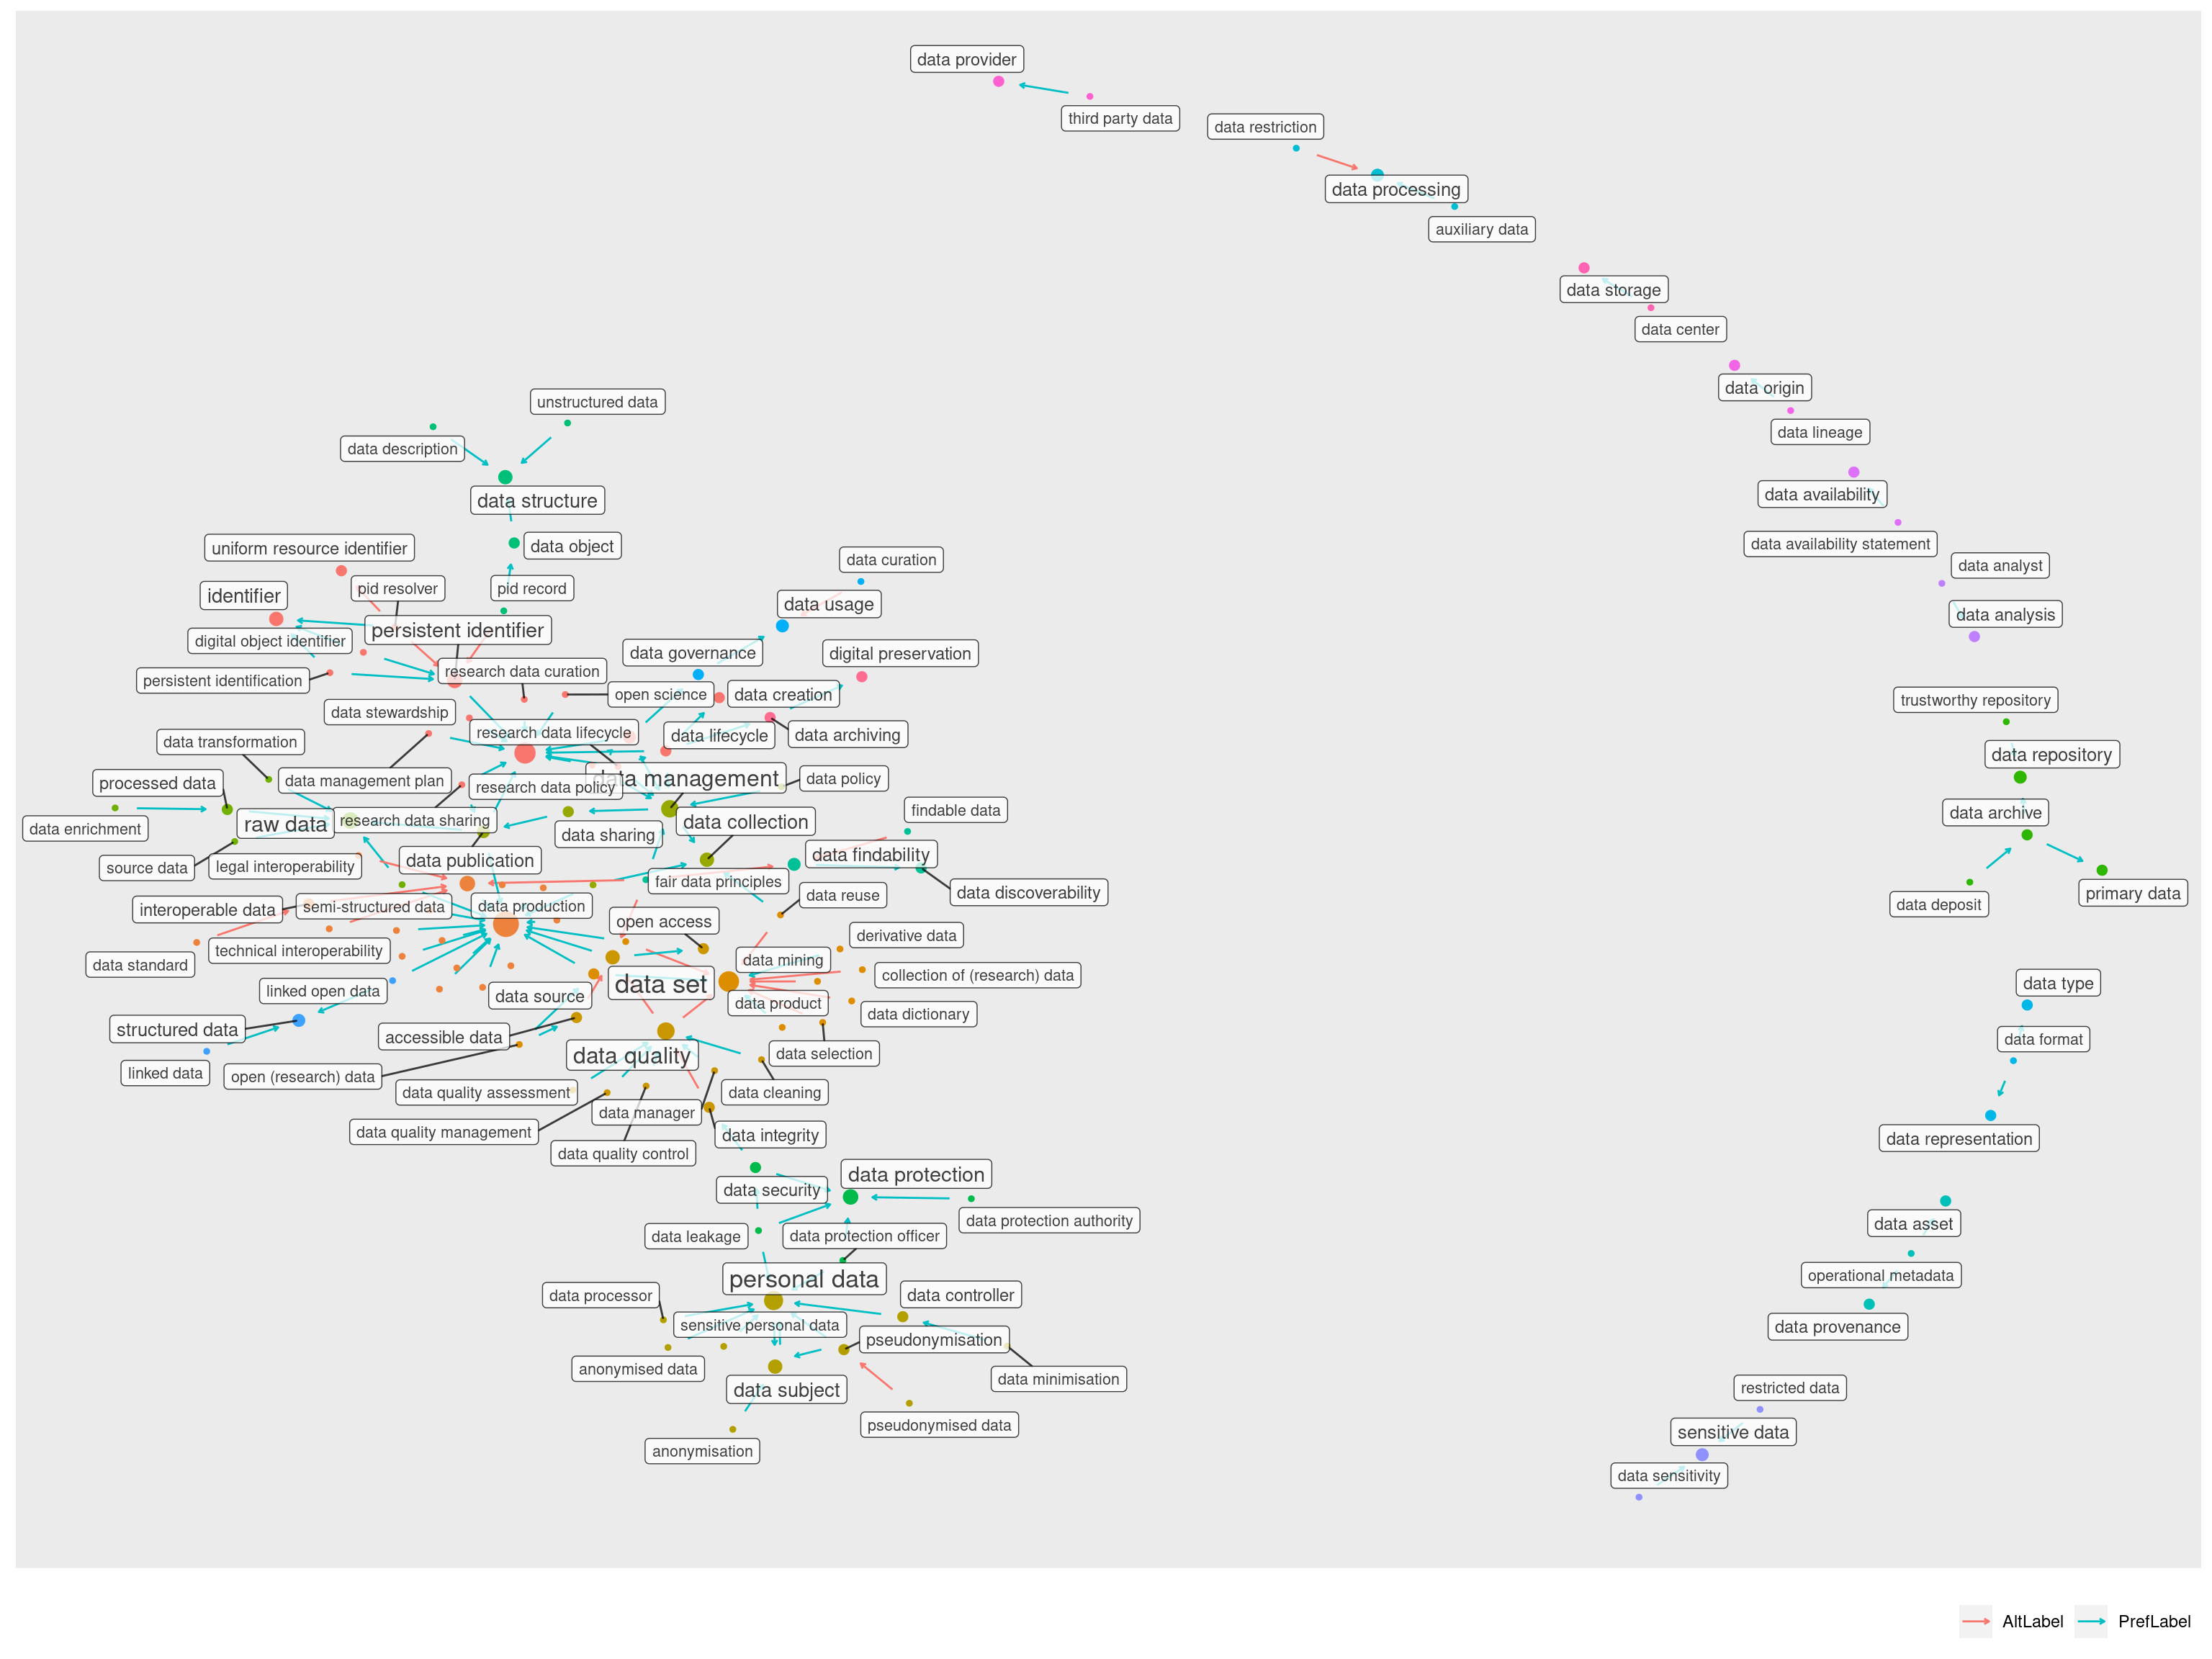 data provider
third party data
data restriction
data processing
auxiliary data
data storage
data center
data origin
data lineage
unstructured data
data description
data structure
data availability
data availability statement
data object
uniform resource identifier
data curation
data analyst
pid resolver
pid record
identifier
data usage
data analysis
persistent identifier
digital object identifier
data governance
digital preservation
research data curation
persistent identification
open science
data creation
trustworthy repository
data stewardship
research data lifecycle
data lifecycle
data archiving
data transformation
data repository
data management plan
data management
data policy
processed data
research data policy
findable data
data archive
data enrichment
raw data
research data sharing
data sharing
data collection
data publication
data findability
source data
legal interoperability
fair data principles
data discoverability
primary data
data reuse
data deposit
interoperable data
semi-structured data
data production
open access
derivative data
technical interoperability
data standard
data mining
collection of (research) data
data set
data type
linked open data
data source
data product
data dictionary
structured data
accessible data
data format
data quality
data selection
linked data
open (research) data
data quality assessment
data cleaning
data manager
data quality management
data integrity
data representation
data quality control
data protection
data security
data protection authority
data asset
data leakage
data protection officer
personal data
operational metadata
data processor
data controller
sensitive personal data
data provenance
pseudonymisation
anonymised data
data minimisation
data subject
restricted data
pseudonymised data
sensitive data
anonymisation
data sensitivity
AltLabel
PrefLabel